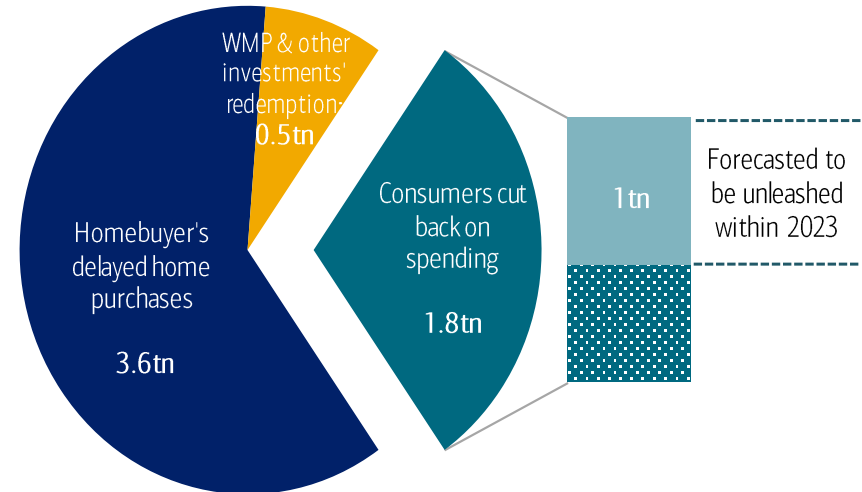 WMP & other
investments'
redemption:
0.5tn
Homebuyer's
delayed home
purchases
3.6tn
Consumers cut
back on
spending
1.8tn
1tn
Forecasted to
be unleashed
within 2023